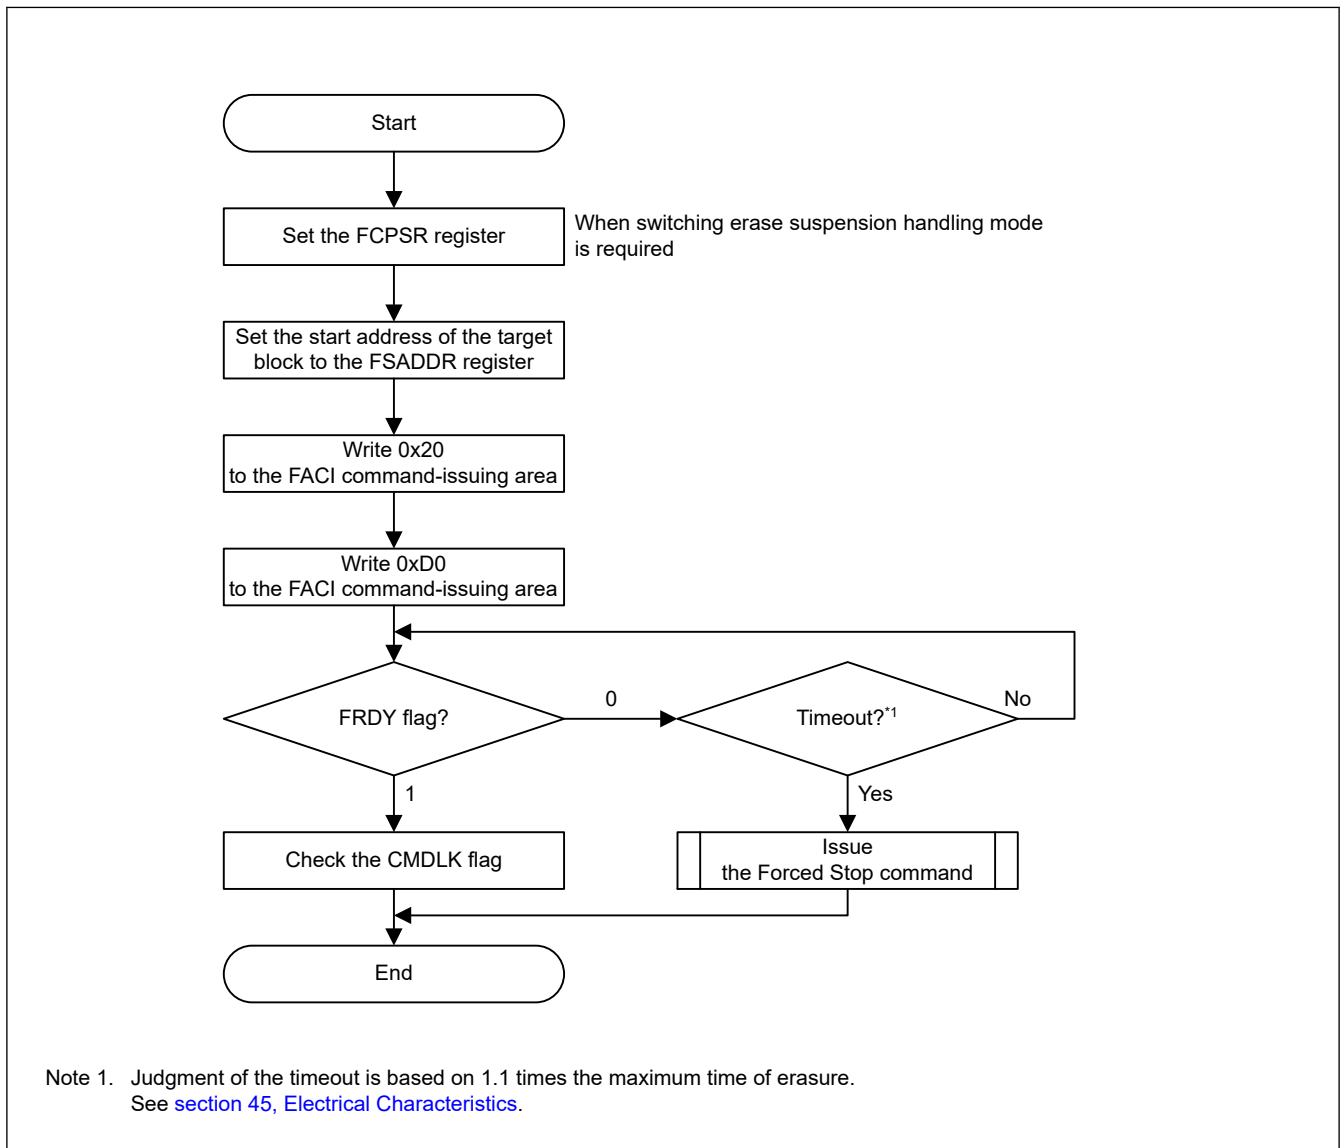 Start
Set the FCPSR register
When switching erase suspension handling mode
is required
Set the start address of the target
block to the FSADDR register
Write 0x20
to the FACI command-issuing area
Write 0xD0
to the FACI command-issuing area
FRDY flag?
0
Timeout?*1
No
1
Yes
Check the CMDLK flag
Issue
the Forced Stop command
End
Note 1. Judgment of the timeout is based on 1.1 times the maximum time of erasure.
See section 45, Electrical Characteristics.